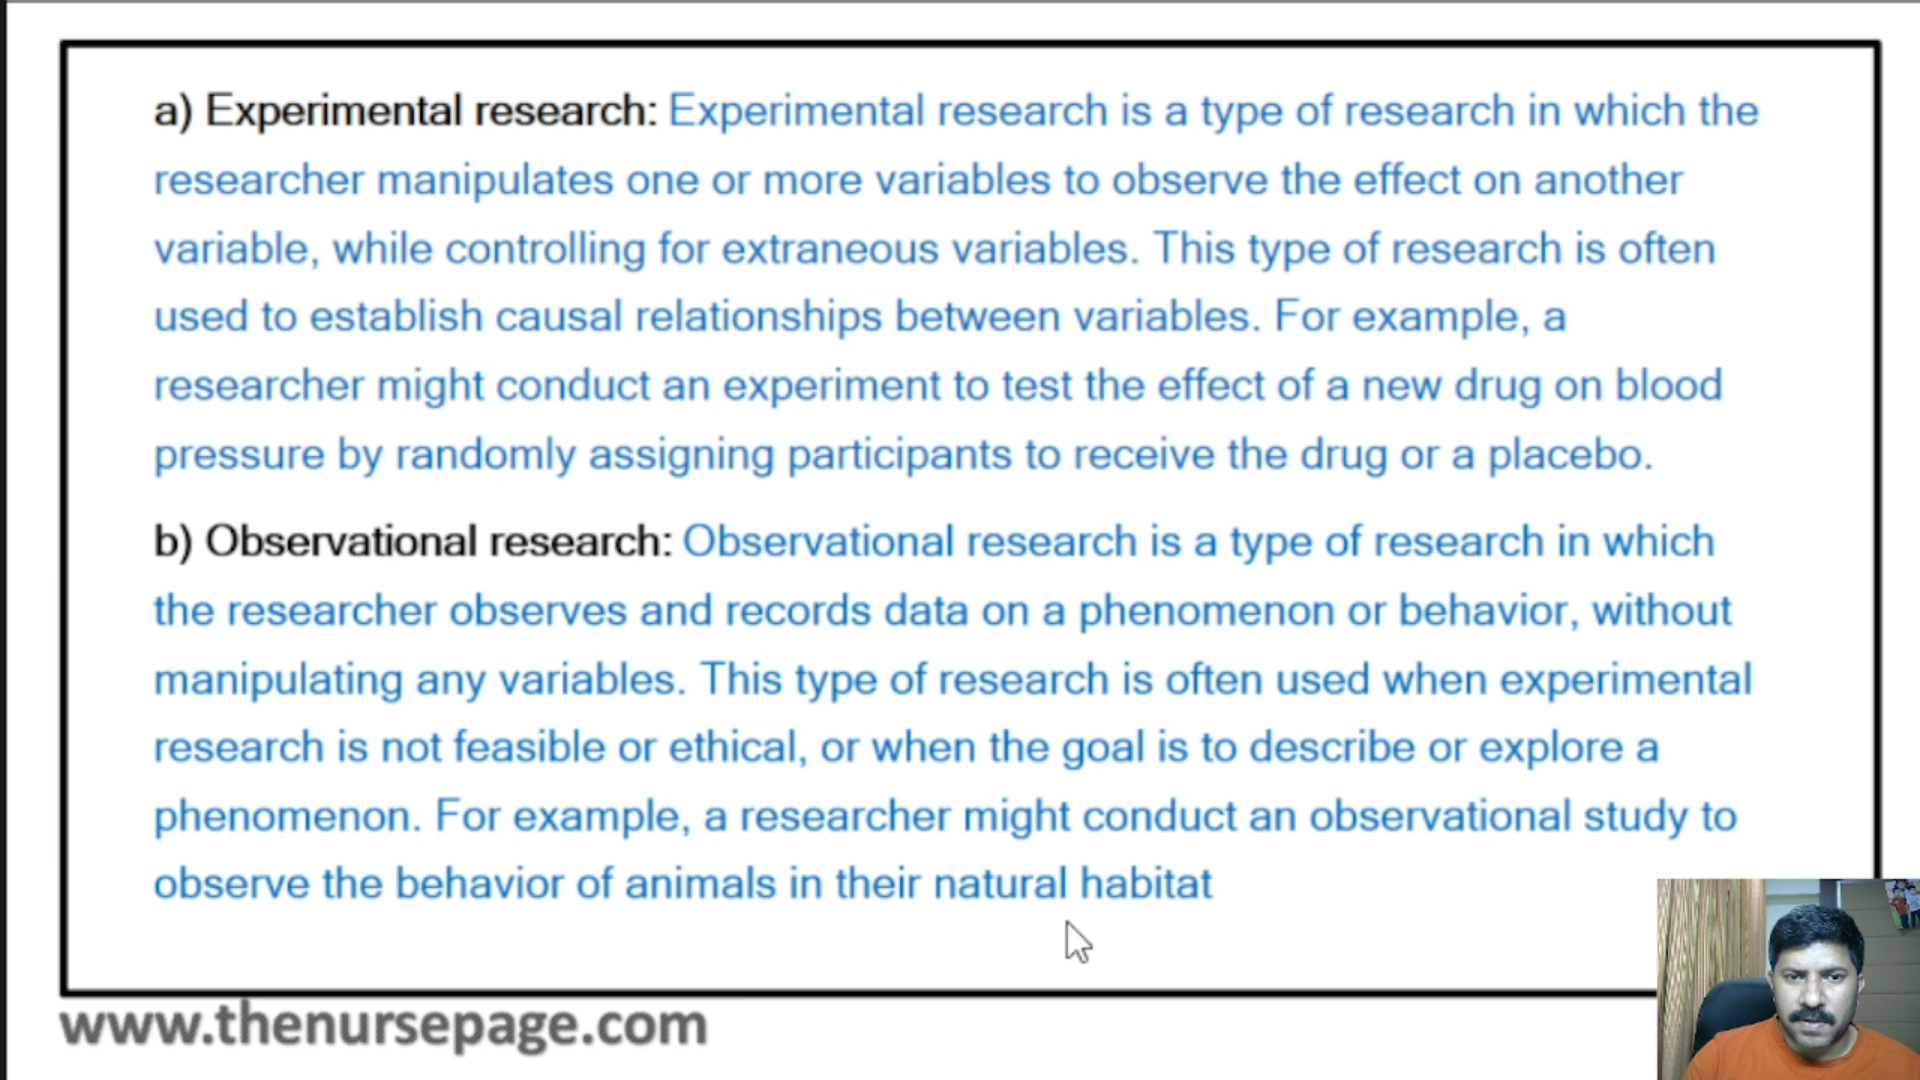 a) Experimental research: Experimental research is a type of research in which the
researcher manipulates one or more variables to observe the effect on another
variable, while controlling for extraneous variables. This type of research is often
used to establish causal relationships between variables. For example, a
researcher might conduct an experiment to test the effect of a new drug on blood
pressure by randomly assigning participants to receive the drug or a placebo.
b) Observational research: Observational research is a type of research in which
the researcher observes and records data on a phenomenon or behavior, without
manipulating any variables. This type of research is often used when experimental
research is not feasible or ethical, or when the goal is to describe or explore a
phenomenon. For example, a researcher might conduct an observational study to
observe the behavior of animals in their natural habitat
www.thenursepage.com